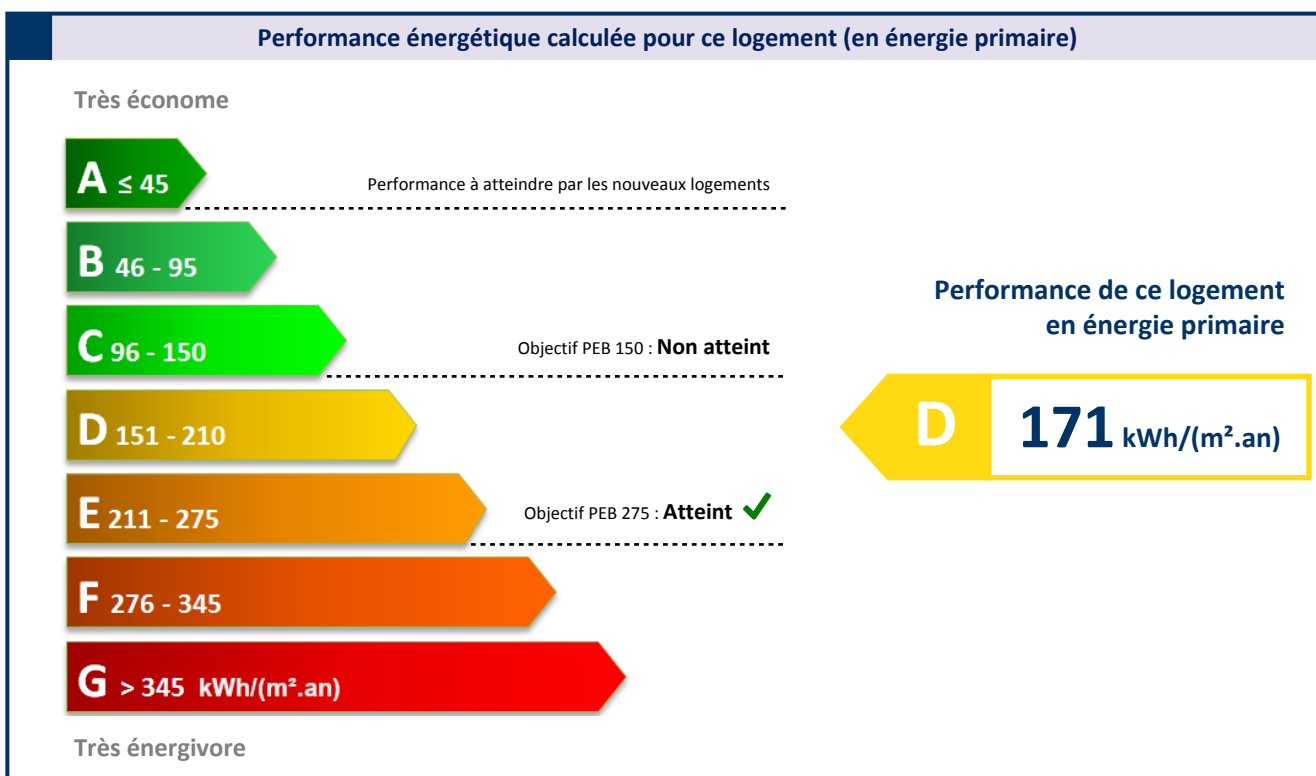 Performance énergétique calculée pour ce logement (en énergie primaire)
Très économe
A ≤ 45
Performance à atteindre par les nouveaux logements
B 46 - 95
Performance de ce logement
en énergie primaire
C 96 - 150
Objectif PEB 150 : Non atteint
D 151 - 210
D 171 kWh/(m².an)
E 211 - 275
Objectif PEB 275 : Atteint ✓
F 276 - 345
G > 345 kWh/(m².an)
Très énergivore